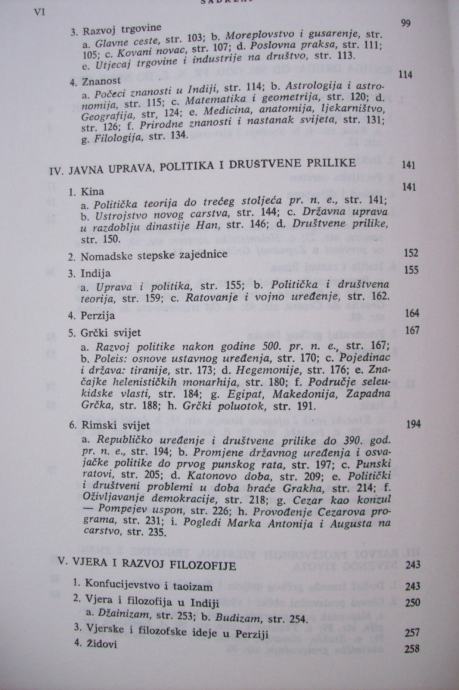 VI
SADRŽAJ
3. Razvoj trgovine 99
a. Glavne ceste, str. 103; b. Moreplovstvo i gusarenje, str.
105; c. Kovani novac, str. 107; d. Poslovna praksa, str. 111;
e. Utjecaj trgovine i industrije na društvo, str. 113.
4. Znanost 114
a. Počeci znanosti u Indiji, str. 114; b. Astrologija i astro-
nomija, str. 115; c. Matematika i geometrija, str. 120; d.
Geografija, str, 124; e. Medicina, anatomija, ljekarništvo,
str. 126; f. Prirodne znanosti i nastanak svijeta, str. 131;
g. Filologija, str. 134.
IV. JAVNA UPRAVA, POLITIKA I DRUŠTVENE PRILIKE 141
1. Kina 141
a. Politička teorija do trećeg stoljeća pr. n. e., str. 141;
b. Ustrojstvo novog carstva, str. 144; c. Državna uprava
u razdoblju dinastije Han, str. 146; d. Društvene prilike,
str. 150.
2. Nomadske stepske zajednice 152
3. Indija 155
a. Uprava i politika, str. 155; b. Politička i društvena
teorija, str. 159; c. Ratovanje i vojno uređenje, str. 162.
4. Perzija 164
5. Grčki svijet 167
a. Razvoj politike nakon godine 500. pr. n. e., str. 167;
b. Poleis: osnove ustavnog uređenja, str. 170; c. Pojedinac
i država: tiranije, str. 173; d. Hegemonije, str. 176; e. Zna-
čajke helenističkih monarhija, str. 180; f. Područje seleu-
kidske vlasti, str. 184; g. Egipat, Makedonija, Zapadna
Grčka, str. 188; h. Grčki poluotok, str. 191.
6. Rimski svijet 194
a. Republičko uređenje i društvene prilike do 390. god.
pr. n. e., str. 194; b. Promjene državnog uređenja i osva-
jačke politike do prvog punskog rata, str. 197; c. Punski
ratovi, str. 205; d. Katonovo doba, str. 209; e. Politički
i društveni problemi u doba braće Grakha, str. 214; f.
Oživljavanje demokracije, str. 218; g. Cezar kao konzul
— Pompejev uspon, str. 226; h. Provođenje Cezarova pro-
grama, str. 231; i. Pogledi Marka Antonija i Augusta na
carstvo, str. 235.
V. VJERA I RAZVOJ FILOZOFIJE 243
1. Konfucijevstvo i taoizam 243
2. Vjera i filozofija u Indiji 250
a. Džainizam, str. 253; b. Budizam, str. 254.
3. Vjerske i filozofske ideje u Perziji 257
4. Židovi 258